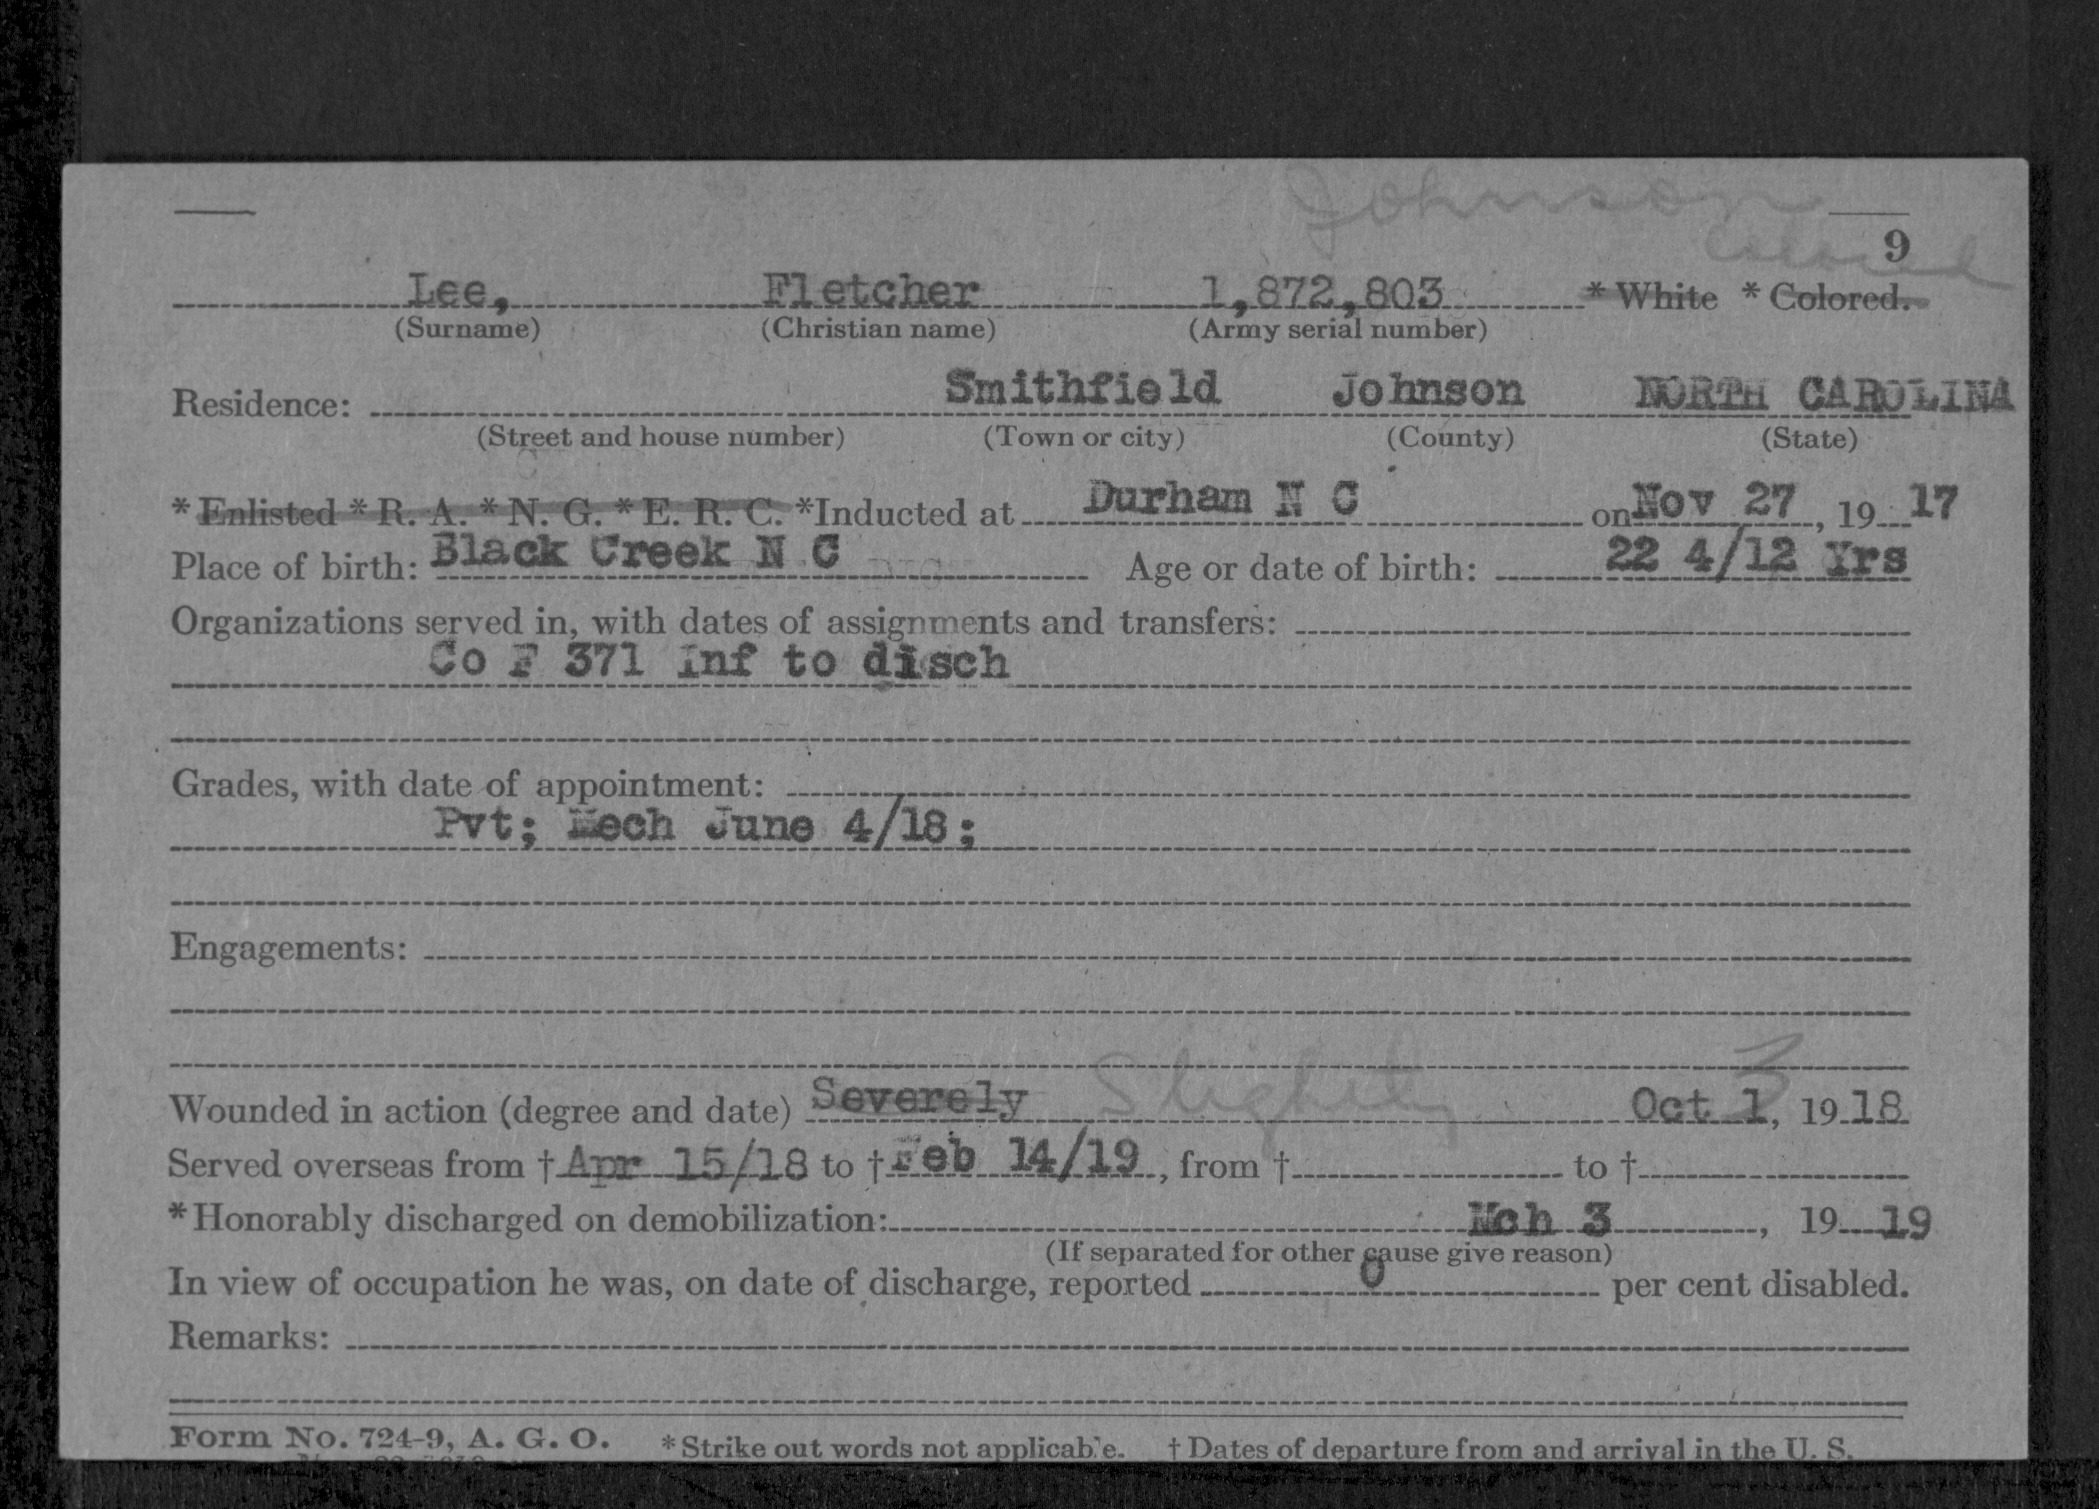 Johnson
9
Colored
Lee, Fletcher 1,872,803 * White * Colored.
(Surname) (Christian name) (Army serial number)
Residence: Smithfield Johnson NORTH CAROLINA
(Street and house number) (Town or city) (County) (State)
* Enlisted * R. A. * N. G. * E. R. C. *Inducted at Durham N C on Nov 27, 1917
Place of birth: Black Creek N C Age or date of birth: 22 4/12 Yrs
Organizations served in, with dates of assignments and transfers:
Co F 371 Inf to disch
Grades, with date of appointment:
Pvt; Mech June 4/18;
Engagements:
3
Wounded in action (degree and date) Severely Slightly Oct 1, 1918
Served overseas from † Apr 15/18 to † Feb 14/19, from † to †
* Honorably discharged on demobilization: Mch 3, 1919
(If separated for other cause give reason)
In view of occupation he was, on date of discharge, reported 0 per cent disabled.
Remarks:
Form No. 724-9, A. G. O. * Strike out words not applicable. † Dates of departure from and arrival in the U. S.